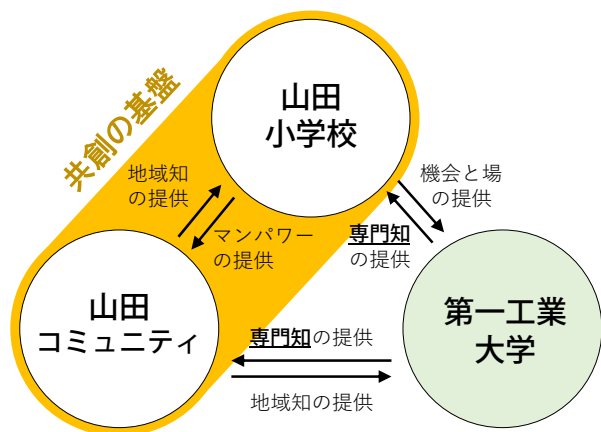 共創の基盤
山田
小学校
地域知
の提供
マンパワー
の提供
機会と場
の提供
専門知
の提供
山田
コミュニティ
第一工業
大学
専門知の提供
地域知の提供